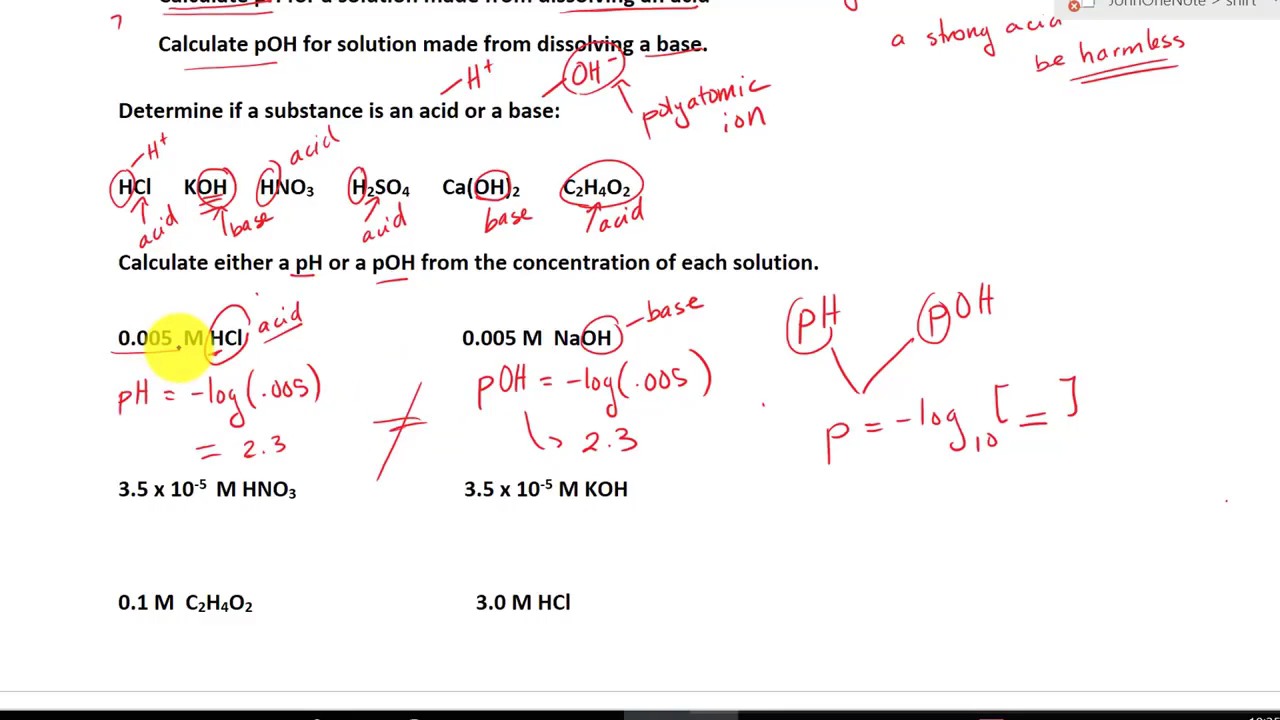 a strong acid
be harmless
Calculate pOH for solution made from dissolving a base.
H⁺
OH⁻
polyatomic
ion
Determine if a substance is an acid or a base:
H⁺
acid
HCl KOH HNO₃ H₂SO₄ Ca(OH)₂ C₂H₄O₂
acid base acid base acid
Calculate either a pH or a pOH from the concentration of each solution.
acid
base
pH pOH
0.005 M HCl 0.005 M NaOH
pH = -log(.005) ≠ pOH = -log(.005)
p = -log₁₀ [ ]
= 2.3 2.3
3.5 x 10⁻⁵ M HNO₃ 3.5 x 10⁻⁵ M KOH
0.1 M C₂H₄O₂ 3.0 M HCl